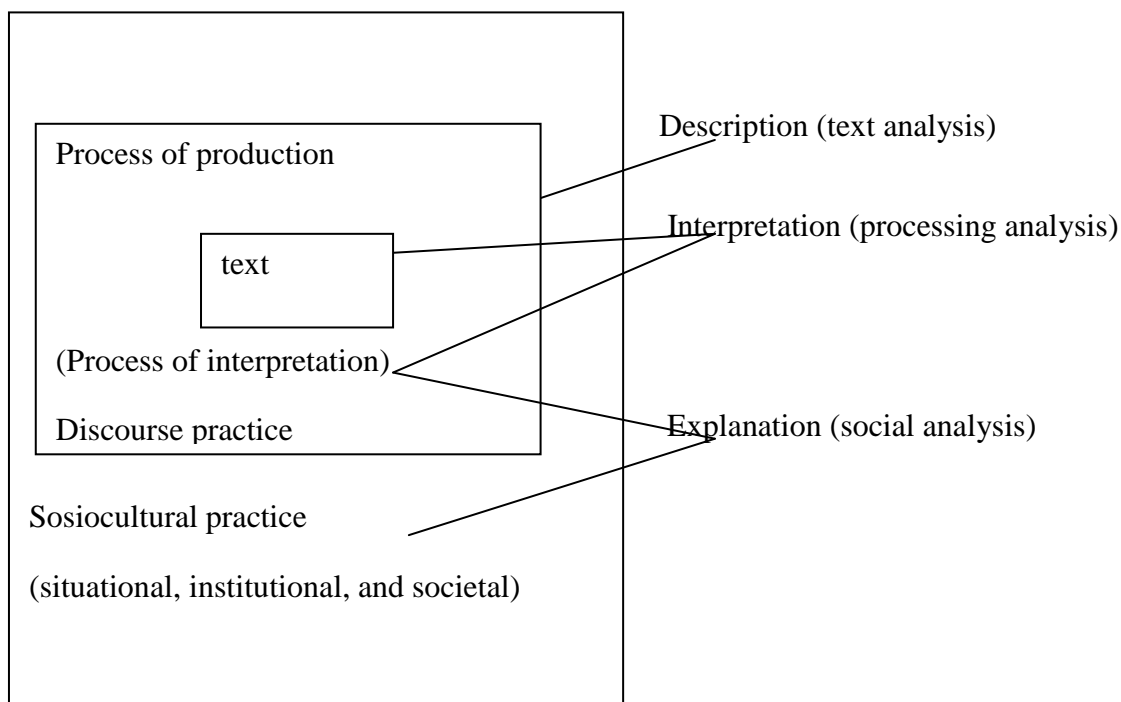 Process of production
text
(Process of interpretation)
Discourse practice
Sosiocultural practice
(situational, institutional, and societal)
Description (text analysis)
Interpretation (processing analysis)
Explanation (social analysis)